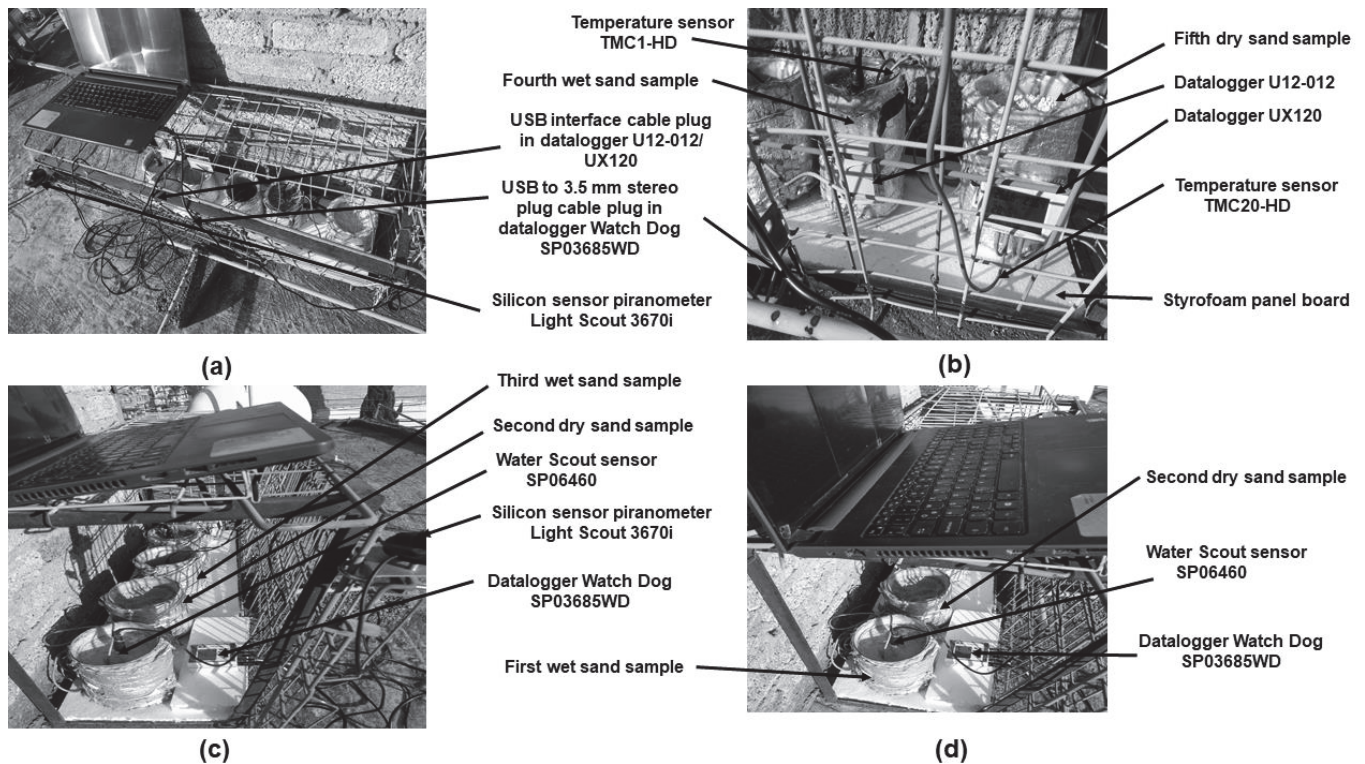 Temperature sensor
TMC1-HD
Fourth wet sand sample
USB interface cable plug
in datalogger U12-012/
UX120
USB to 3.5 mm stereo
plug cable plug in
datalogger Watch Dog
SP03685WD
Silicon sensor piranometer
Light Scout 3670i
Fifth dry sand sample
Datalogger U12-012
Datalogger UX120
Temperature sensor
TMC20-HD
Styrofoam panel board
(a)
(b)
Third wet sand sample
Second dry sand sample
Water Scout sensor
SP06460
Silicon sensor piranometer
Light Scout 3670i
Datalogger Watch Dog
SP03685WD
First wet sand sample
Second dry sand sample
Water Scout sensor
SP06460
Datalogger Watch Dog
SP03685WD
(c)
(d)